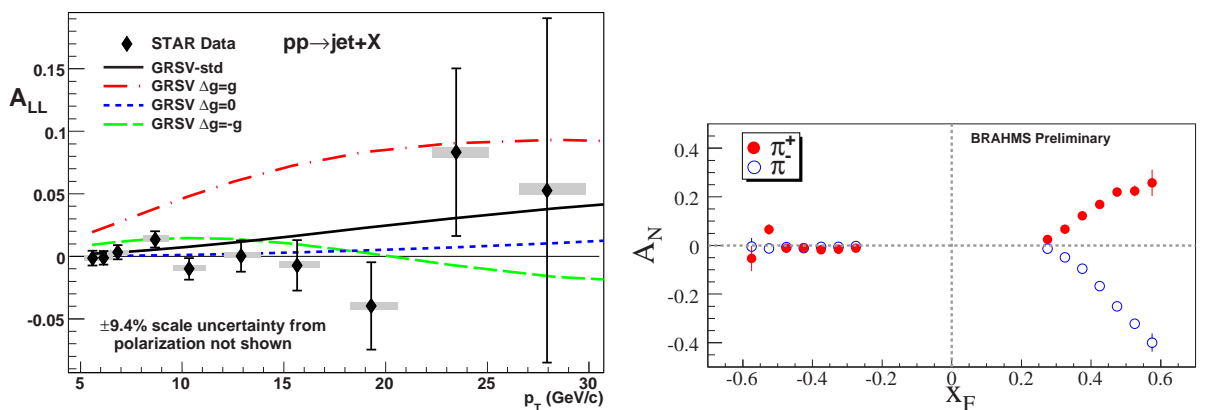 STAR Data
pp→jet+X
GRSV-std
GRSV Δg=g
GRSV Δg=0
GRSV Δg=-g
A_LL
0.15
0.1
0.05
0
-0.05
±9.4% scale uncertainty from
polarization not shown
5 10 15 20 25 30
p_T (GeV/c)
π+
π-
BRAHMS Preliminary
A_N
0.4
0.2
0
-0.2
-0.4
-0.6 -0.4 -0.2 0 0.2 0.4 0.6
x_F